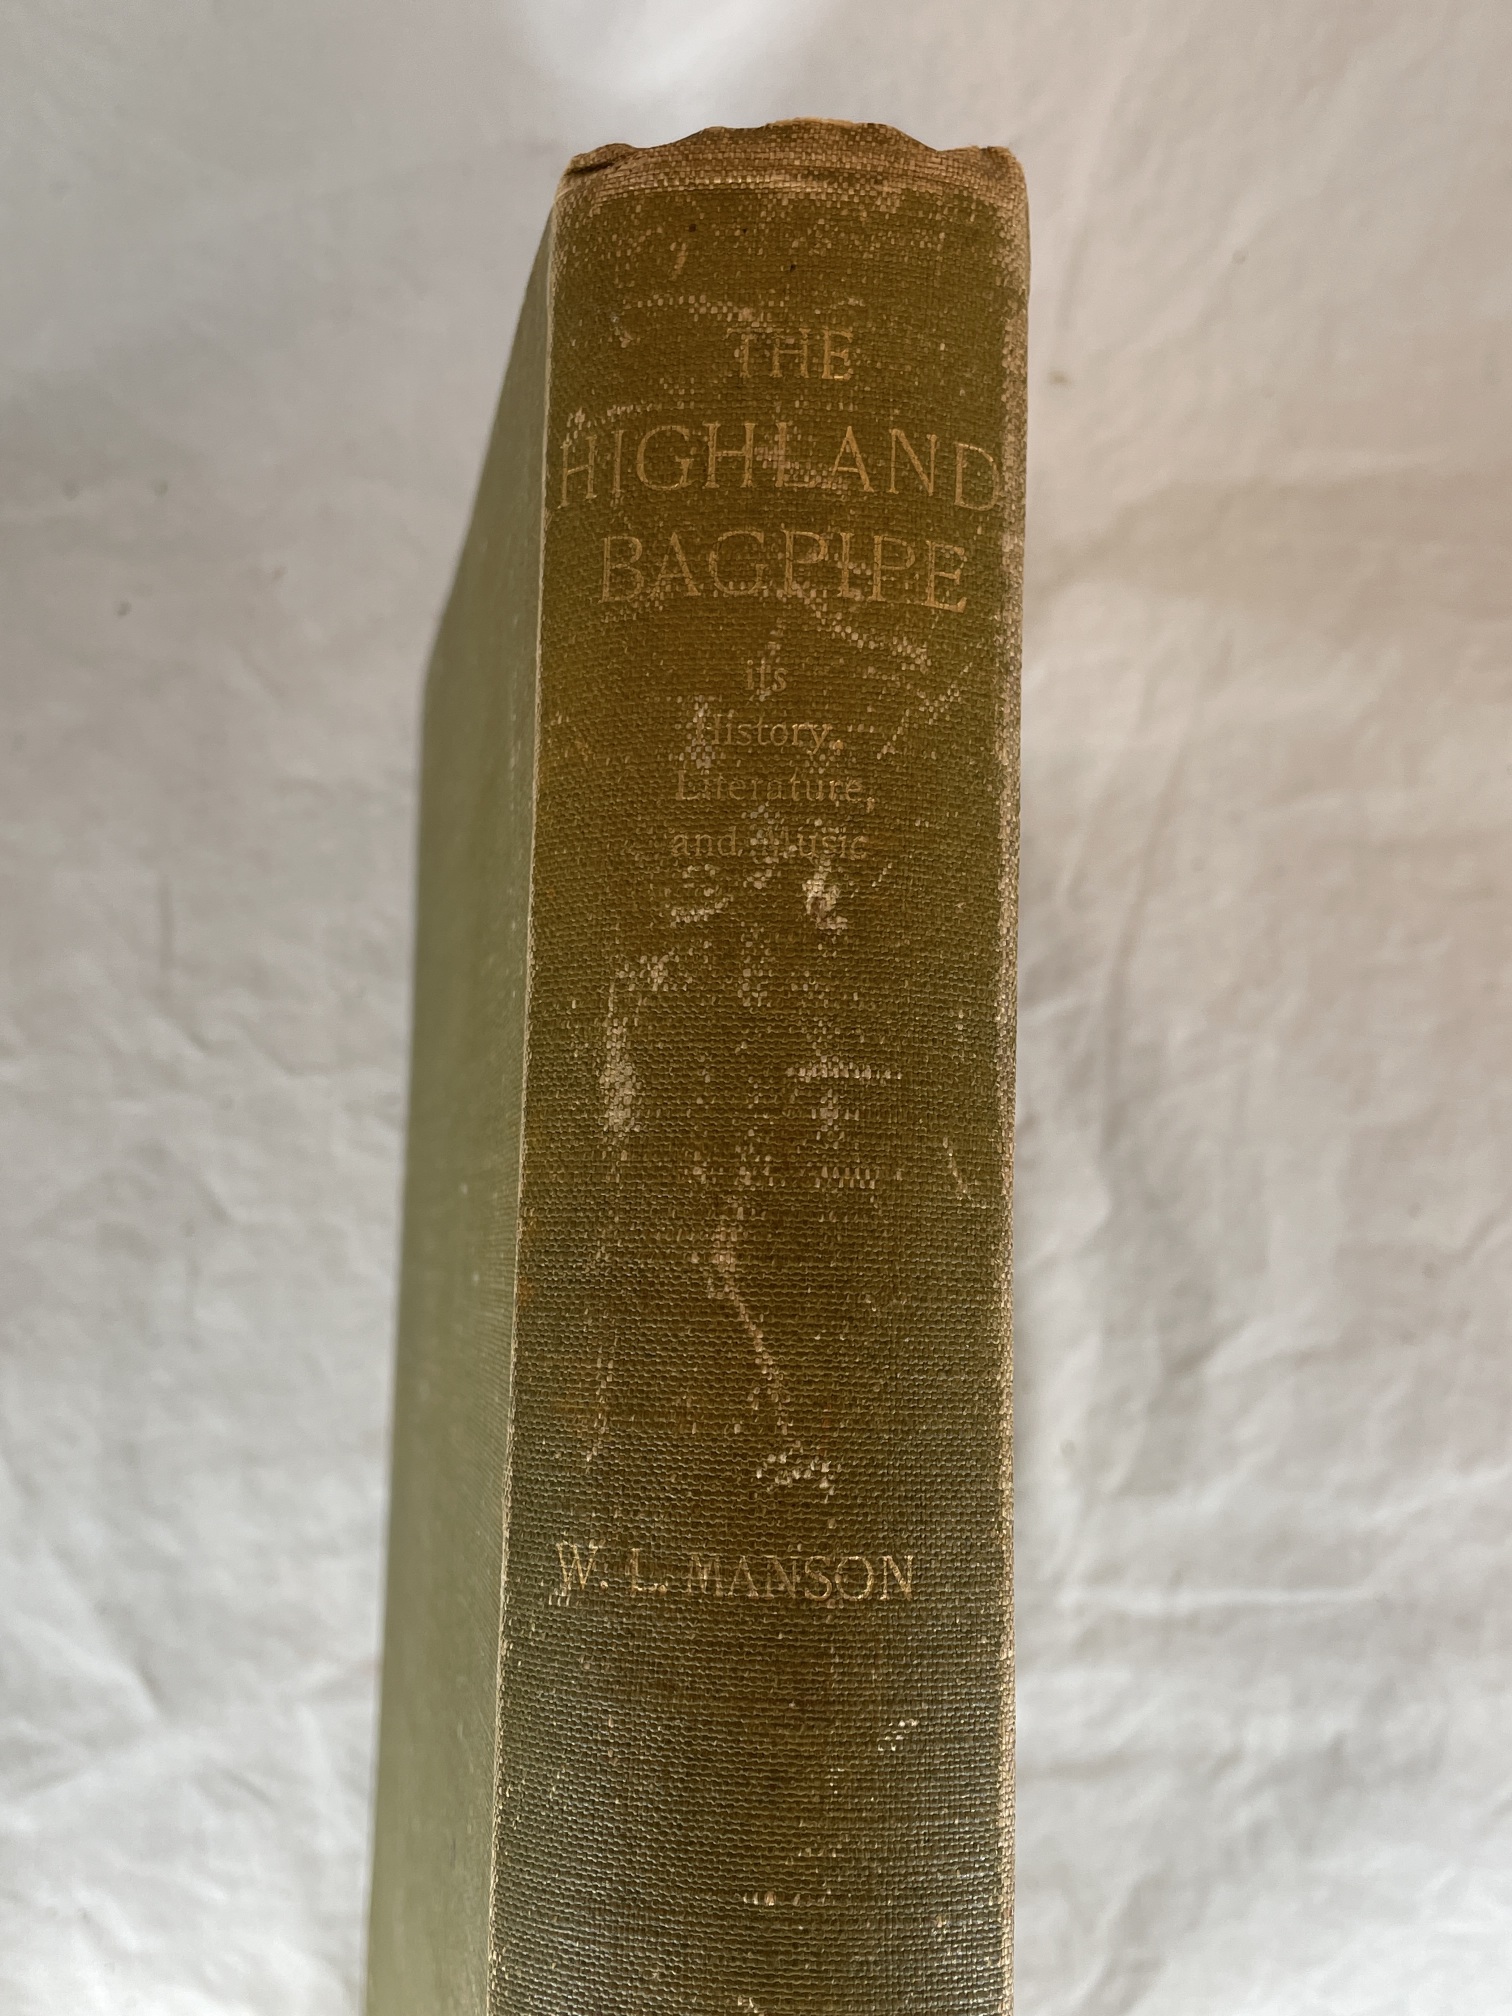 THE
HIGHLAND
BAGPIPE
its
History,
Literature,
and Music
W. L. MANSON